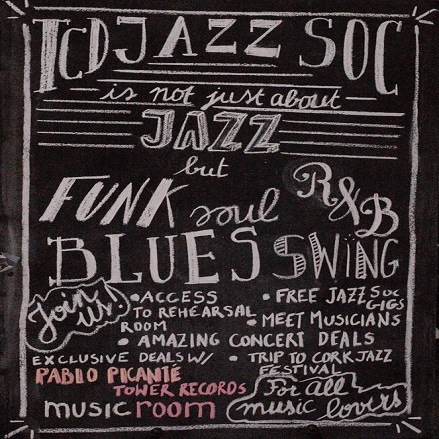 TCD JAZZ SOC
is not just about
JAZZ
but
FUNK soul R&B
BLUES SWING
Join Us!
• ACCESS TO REHEARSAL ROOM
• FREE JAZZ SOC GIGS
• MEET MUSICIANS
• AMAZING CONCERT DEALS
EXCLUSIVE DEALS W/
PABLO PICANTE
TOWER RECORDS
music room
• TRIP TO CORK JAZZ FESTIVAL
For All music lovers